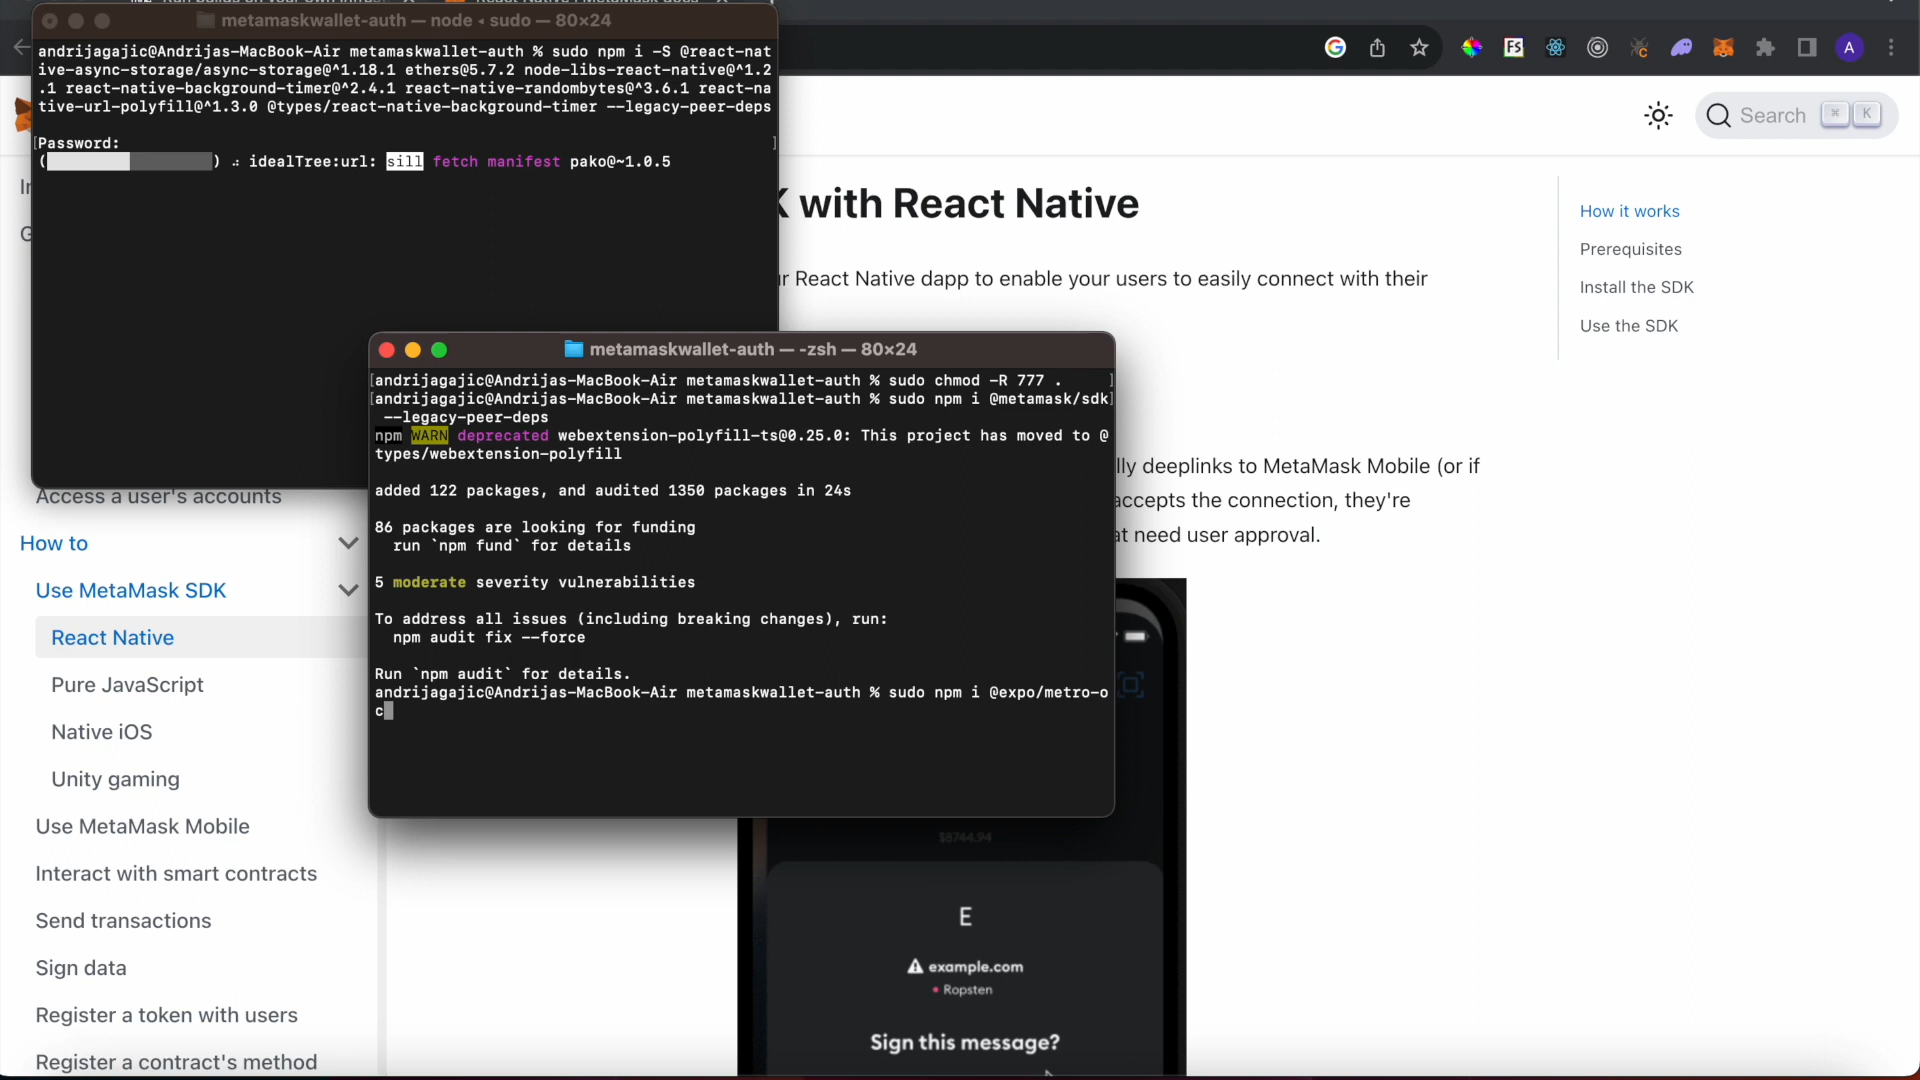 metamaskwallet-auth — node ◂ sudo — 80×24
andrijagajic@Andrijas-MacBook-Air metamaskwallet-auth % sudo npm i -S @react-nat
ive-async-storage/async-storage@^1.18.1 ethers@5.7.2 node-libs-react-native@^1.2
.1 react-native-background-timer@^2.4.1 react-native-randombytes@^3.6.1 react-na
tive-url-polyfill@^1.3.0 @types/react-native-background-timer --legacy-peer-deps
[Password: ]
( ) ⠴ idealTree:url: sill fetch manifest pako@~1.0.5
FS
C
A
Search ⌘ K
with React Native
React Native dapp to enable your users to easily connect with their
How it works
Prerequisites
Install the SDK
Use the SDK
metamaskwallet-auth — -zsh — 80×24
[andrijagajic@Andrijas-MacBook-Air metamaskwallet-auth % sudo chmod -R 777 . ]
[andrijagajic@Andrijas-MacBook-Air metamaskwallet-auth % sudo npm i @metamask/sdk]
--legacy-peer-deps
npm WARN deprecated webextension-polyfill-ts@0.25.0: This project has moved to @
types/webextension-polyfill
added 122 packages, and audited 1350 packages in 24s
86 packages are looking for funding
run `npm fund` for details
5 moderate severity vulnerabilities
To address all issues (including breaking changes), run:
npm audit fix --force
Run `npm audit` for details.
andrijagajic@Andrijas-MacBook-Air metamaskwallet-auth % sudo npm i @expo/metro-o
c
lly deeplinks to MetaMask Mobile (or if
accepts the connection, they're
at need user approval.
Access a user's accounts
How to
Use MetaMask SDK
React Native
Pure JavaScript
Native iOS
Unity gaming
Use MetaMask Mobile
Interact with smart contracts
Send transactions
Sign data
Register a token with users
Register a contract's method
$8744.94
E
example.com
Ropsten
Sign this message?